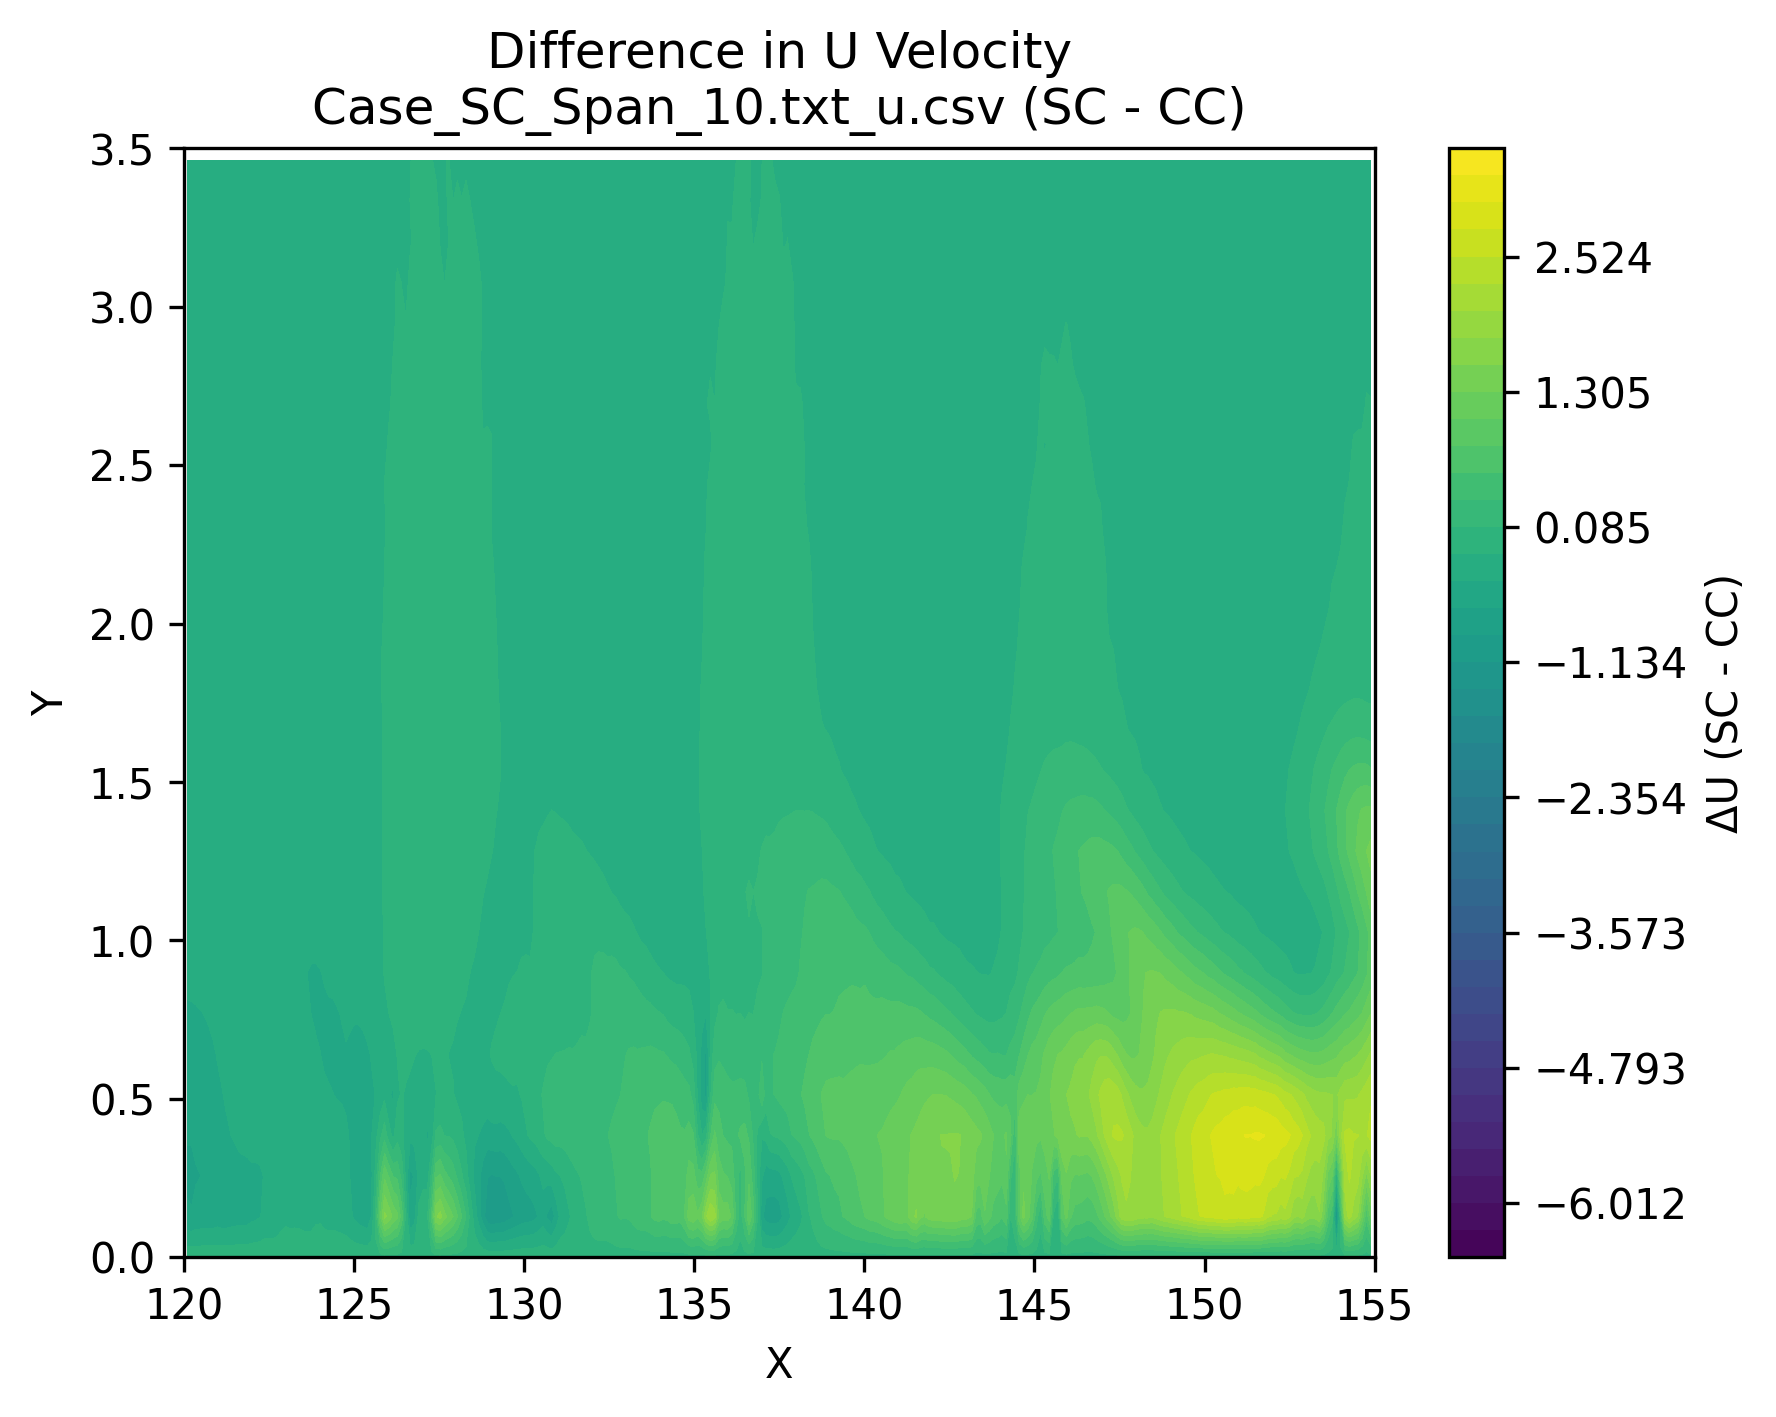 Difference in U Velocity
Case_SC_Span_10.txt_u.csv (SC - CC)
3.5
3.0
2.5
2.0
1.5
1.0
0.5
0.0
Y
120 125 130 135 140 145 150 155
X
2.524
1.305
0.085
−1.134
−2.354
−3.573
−4.793
−6.012
ΔU (SC - CC)